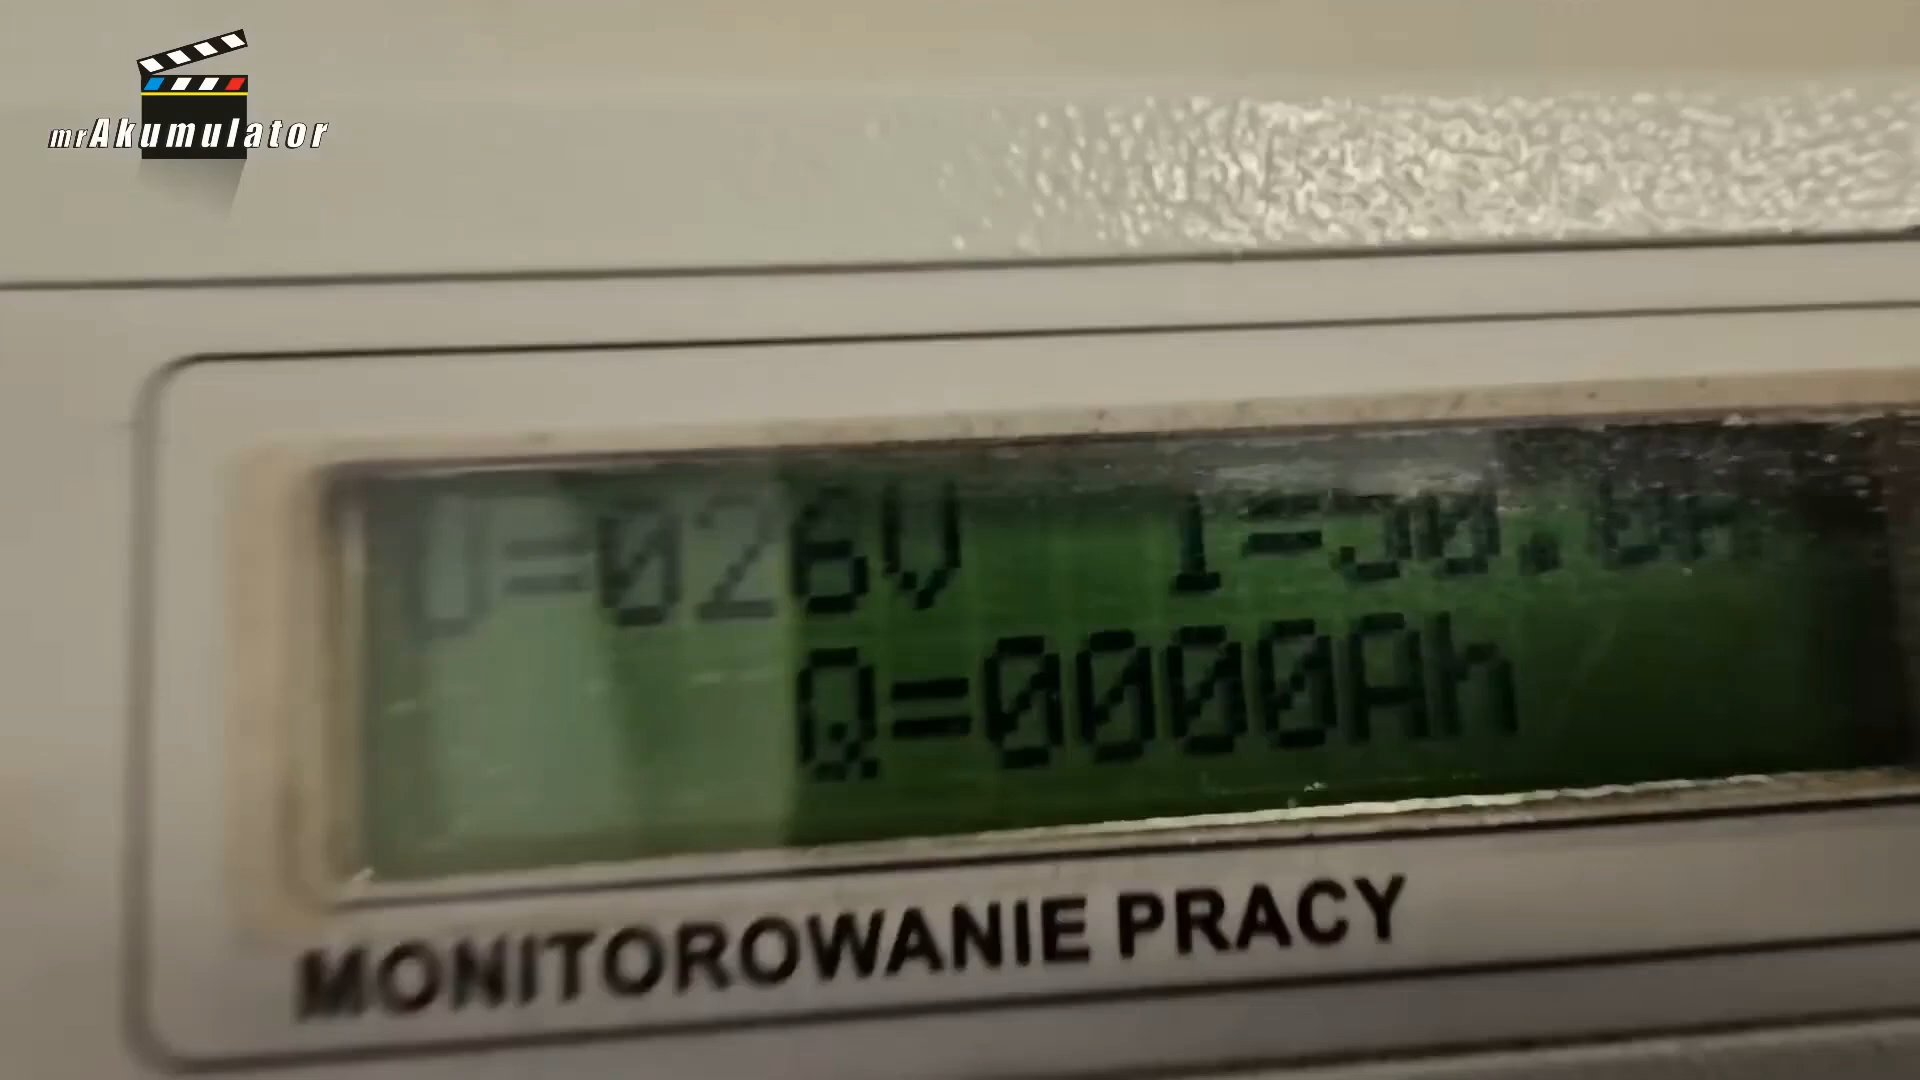 mrAkumulator
U=026V
Q=0000Ah
MONITOROWANIE PRACY